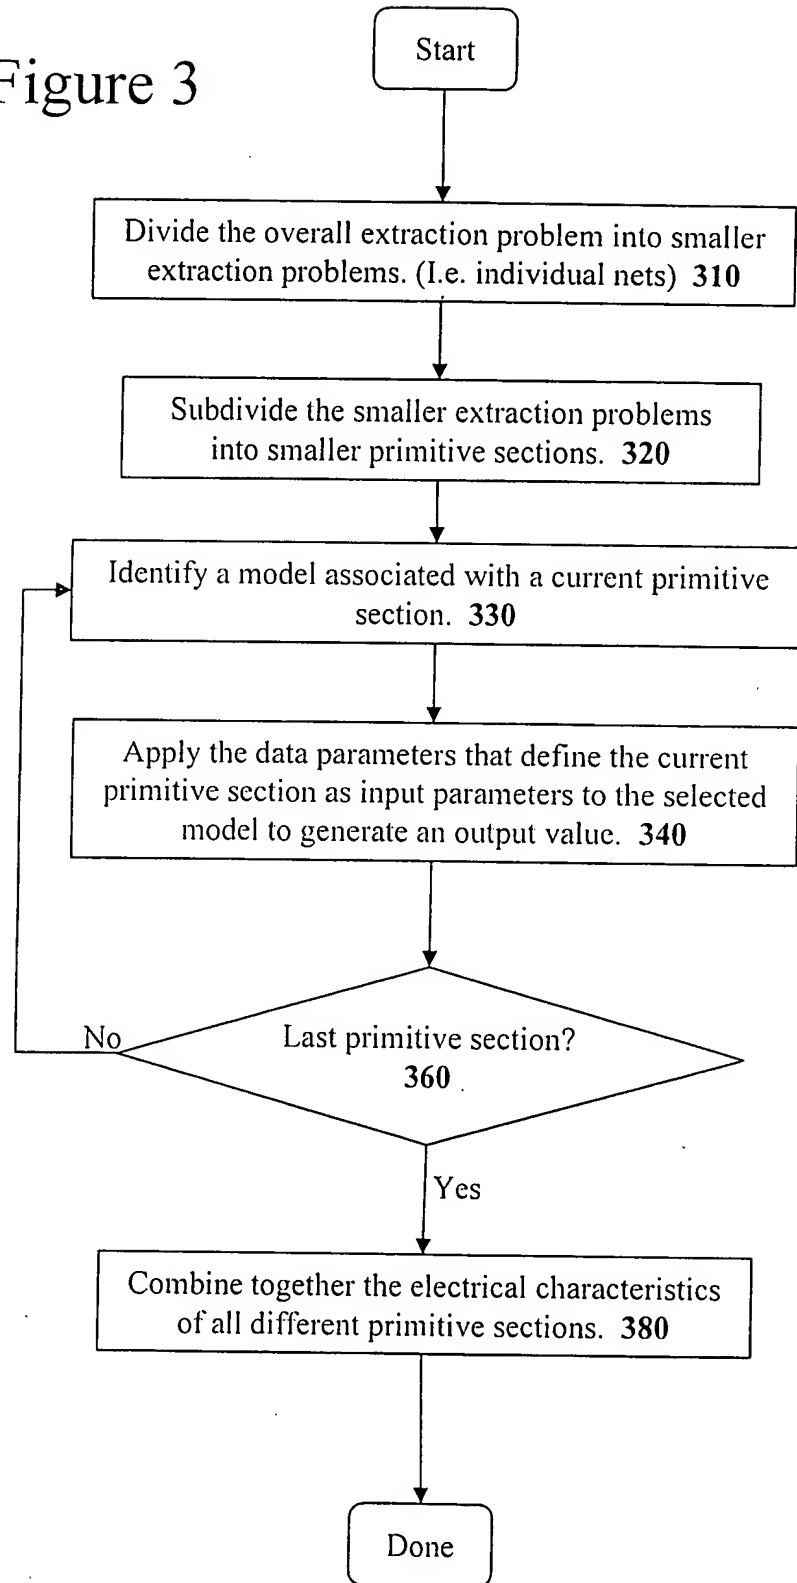 Figure 3
Start
Divide the overall extraction problem into smaller
extraction problems. (I.e. individual nets) 310
Subdivide the smaller extraction problems
into smaller primitive sections. 320
Identify a model associated with a current primitive
section. 330
Apply the data parameters that define the current
primitive section as input parameters to the selected
model to generate an output value. 340
Last primitive section?
360
No
Yes
Combine together the electrical characteristics
of all different primitive sections. 380
Done